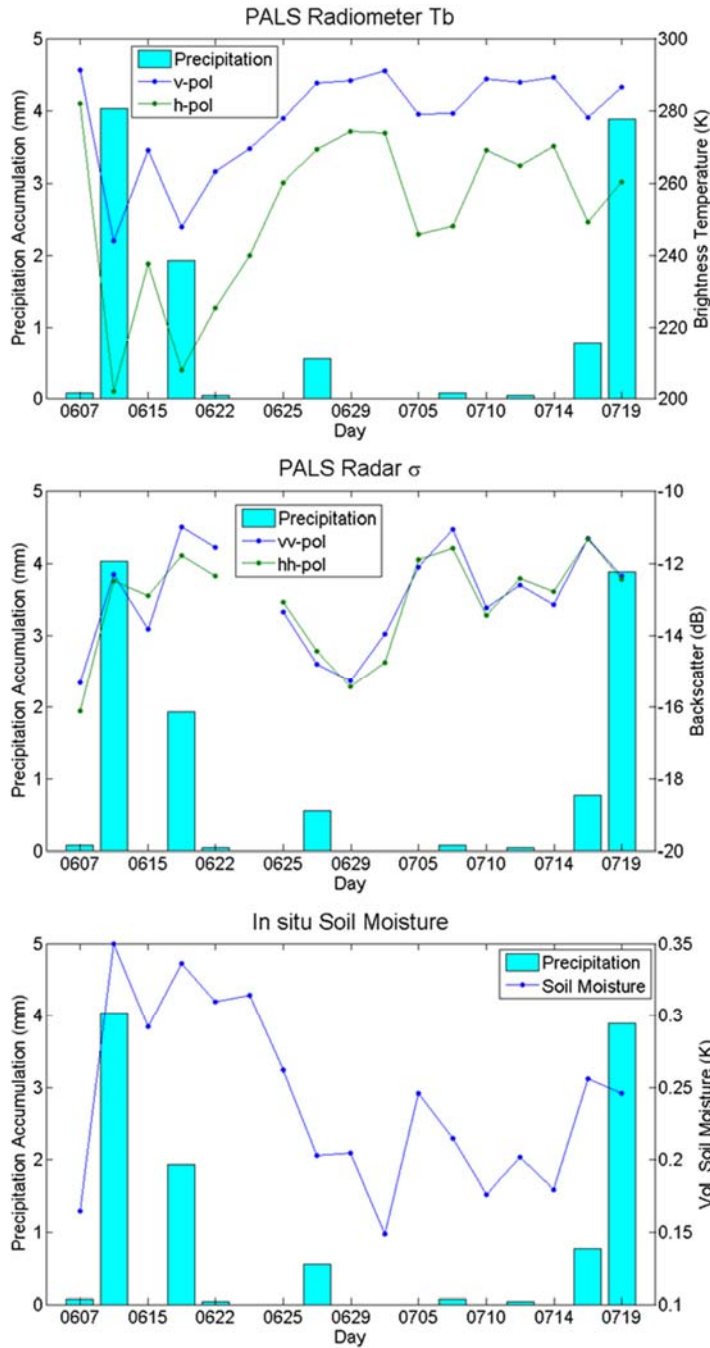 PALS Radiometer Tb
Precipitation
v-pol
h-pol
Precipitation Accumulation (mm)
5
4
3
2
1
0
Brightness Temperature (K)
300
280
260
240
220
200
0607 0615 0622 0625 0629 0705 0710 0714 0719
Day
PALS Radar σ
Precipitation
vv-pol
hh-pol
Precipitation Accumulation (mm)
5
4
3
2
1
0
Backscatter (dB)
-10
-12
-14
-16
-18
-20
0607 0615 0622 0625 0629 0705 0710 0714 0719
Day
In situ Soil Moisture
Precipitation
Soil Moisture
Precipitation Accumulation (mm)
5
4
3
2
1
0
Vol. Soil Moisture (K)
0.35
0.3
0.25
0.2
0.15
0.1
0607 0615 0622 0625 0629 0705 0710 0714 0719
Day